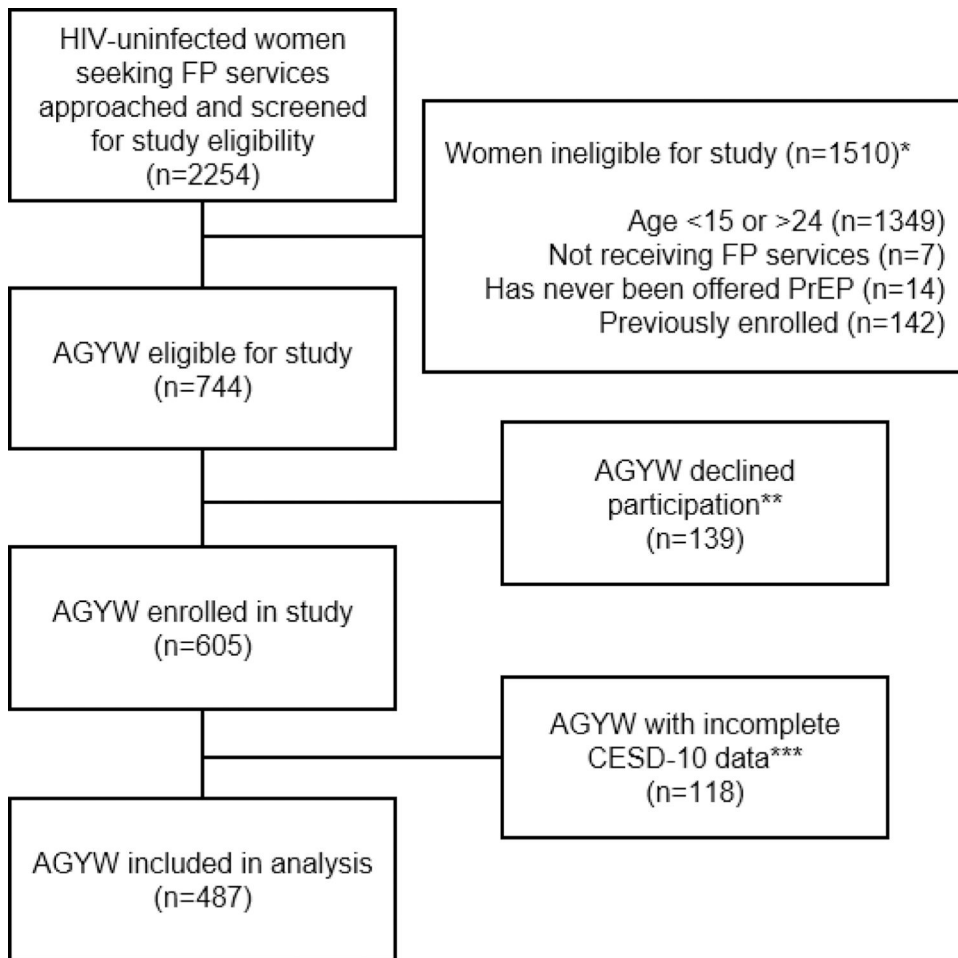 HIV-uninfected women
seeking FP services
approached and screened
for study eligibility
(n=2254)
Women ineligible for study (n=1510)*
Age <15 or >24 (n=1349)
Not receiving FP services (n=7)
Has never been offered PrEP (n=14)
Previously enrolled (n=142)
AGYW eligible for study
(n=744)
AGYW declined
participation**
(n=139)
AGYW enrolled in study
(n=605)
AGYW with incomplete
CESD-10 data***
(n=118)
AGYW included in analysis
(n=487)